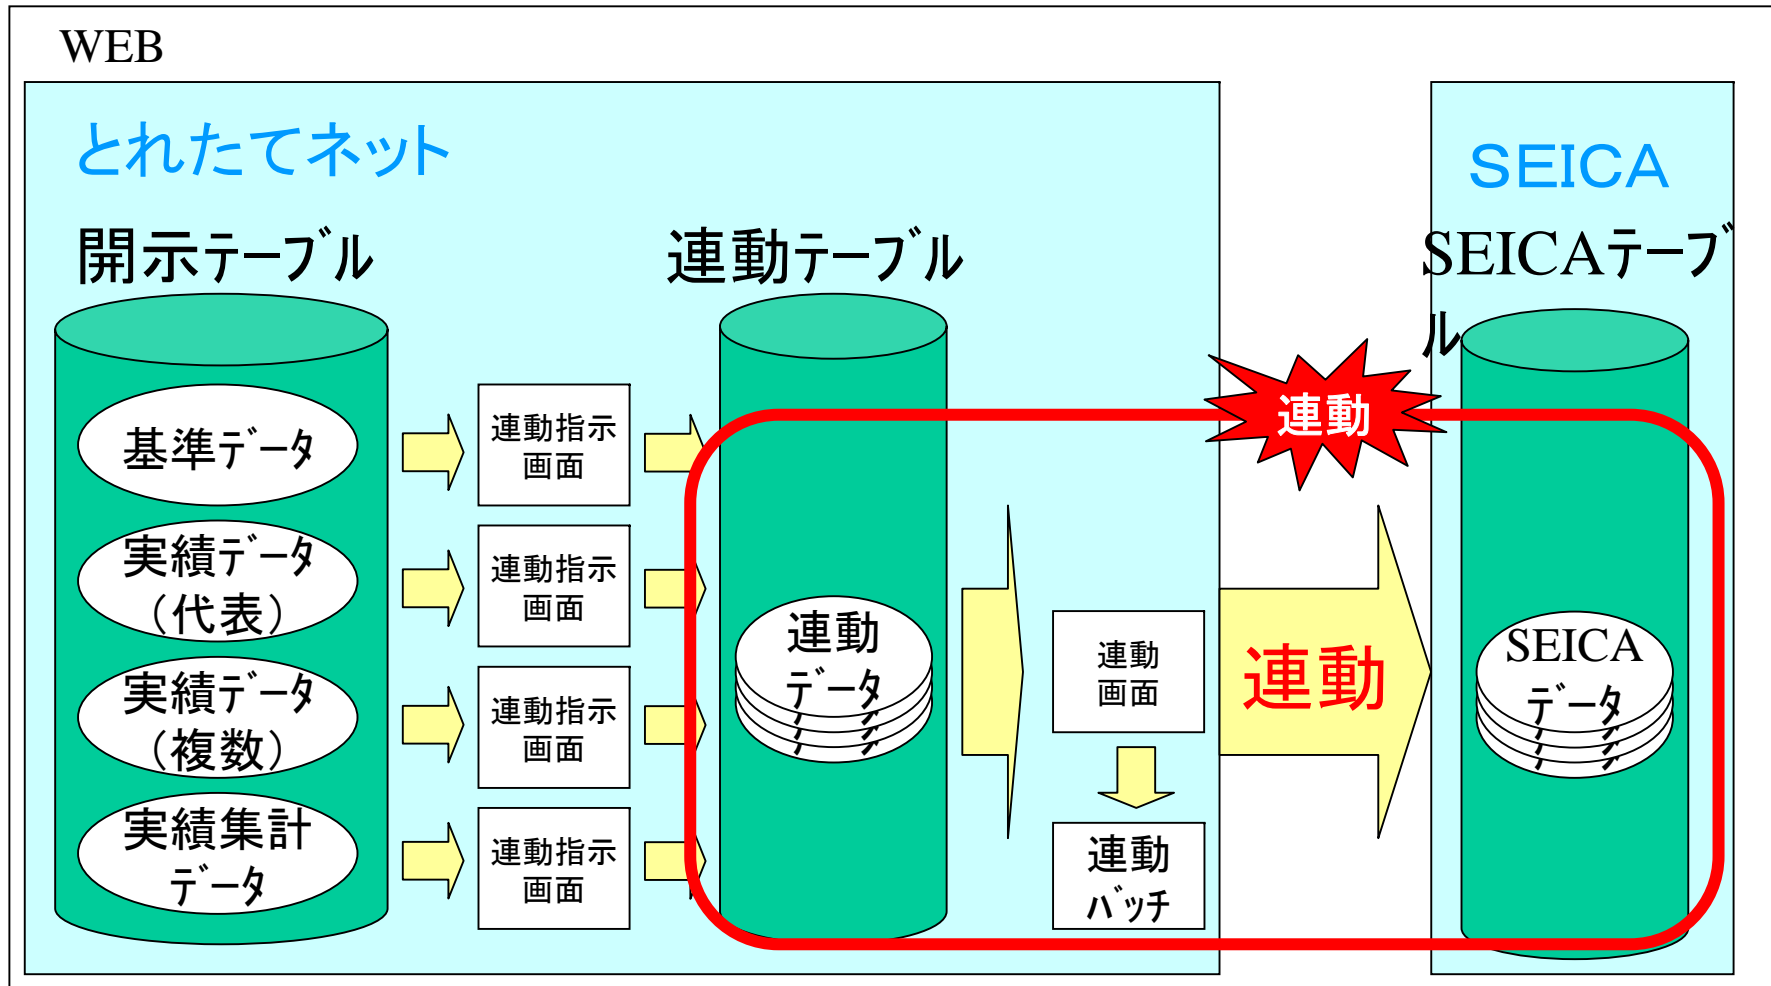 WEB
とれたてネット
SEICA
開示テーブル
連動テーブル
SEICAテーブ
ル
連動
基準データ
実績データ
(代表)
実績データ
(複数)
実績集計
データ
連動指示
画面
連動指示
画面
連動指示
画面
連動指示
画面
連動
データ
連動
画面
連動
バッチ
連動
SEICA
データ